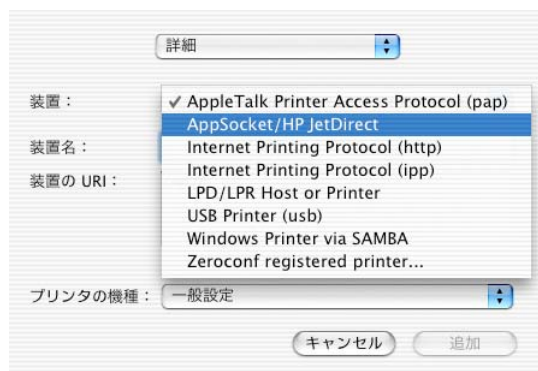 詳細
装置：
✓ AppleTalk Printer Access Protocol (pap)
AppSocket/HP JetDirect
装置名：
Internet Printing Protocol (http)
装置の URI：
Internet Printing Protocol (ipp)
LPD/LPR Host or Printer
USB Printer (usb)
Windows Printer via SAMBA
Zeroconf registered printer...
プリンタの機種： 一般設定
キャンセル 追加